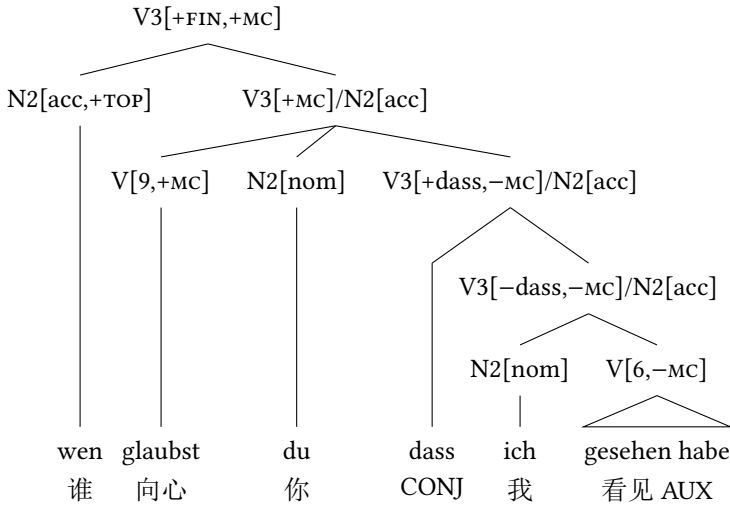 V3[+FIN,+MC]
N2[acc,+TOP] V3[+MC]/N2[acc]
V[9,+MC] N2[nom] V3[+dass,−MC]/N2[acc]
V3[−dass,−MC]/N2[acc]
N2[nom] V[6,−MC]
wen glaubst du dass ich gesehen habe
谁 向心 你 CONJ 我 看见 AUX